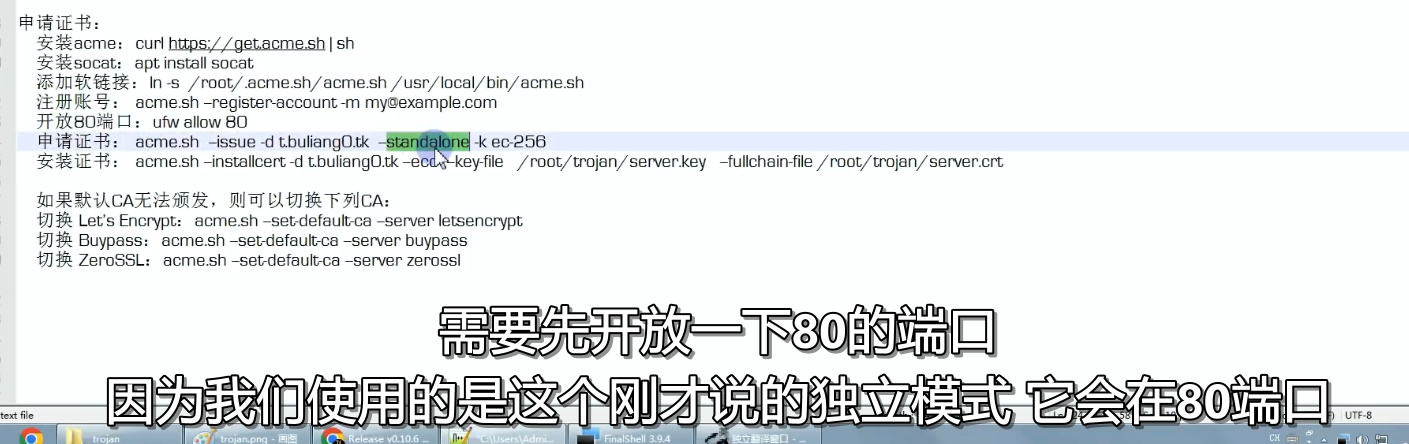 申请证书：
安装acme：curl https://get.acme.sh | sh
安装socat：apt install socat
添加软链接：ln -s /root/.acme.sh/acme.sh /usr/local/bin/acme.sh
注册账号： acme.sh --register-account -m my@example.com
开放80端口：ufw allow 80
申请证书： acme.sh --issue -d t.buliang0.tk --standalone -k ec-256
安装证书： acme.sh --installcert -d t.buliang0.tk --ecc --key-file /root/trojan/server.key --fullchain-file /root/trojan/server.crt
如果默认CA无法颁发，则可以切换下列CA：
切换 Let's Encrypt：acme.sh --set-default-ca --server letsencrypt
切换 Buypass：acme.sh --set-default-ca --server buypass
切换 ZeroSSL：acme.sh --set-default-ca --server zerossl
需要先开放一下80的端口
因为我们使用的是这个刚才说的独立模式 它会在80端口
text file
UTF-8
trojan
trojan.png - 画图
Release v0.10.6 ...
*C:\Users\Admi...
FinalShell 3.9.4
独立翻译窗口 - ...
CH